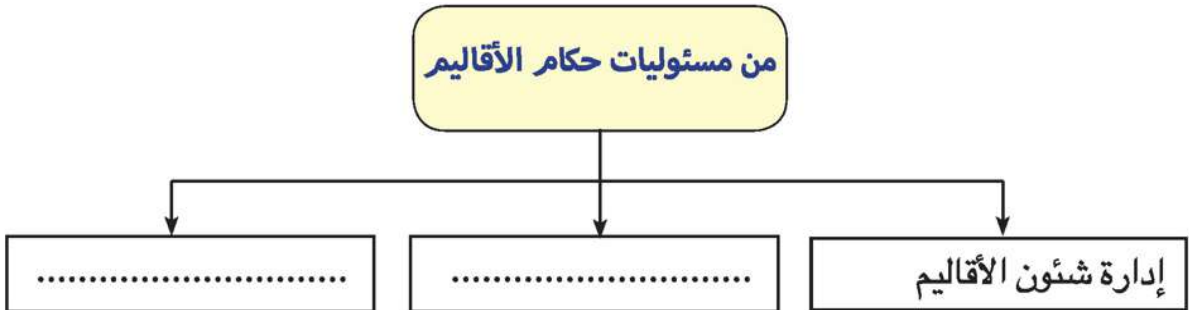 من مسئوليات حكام الأقاليم
إدارة شئون الأقاليم
..............................
..............................